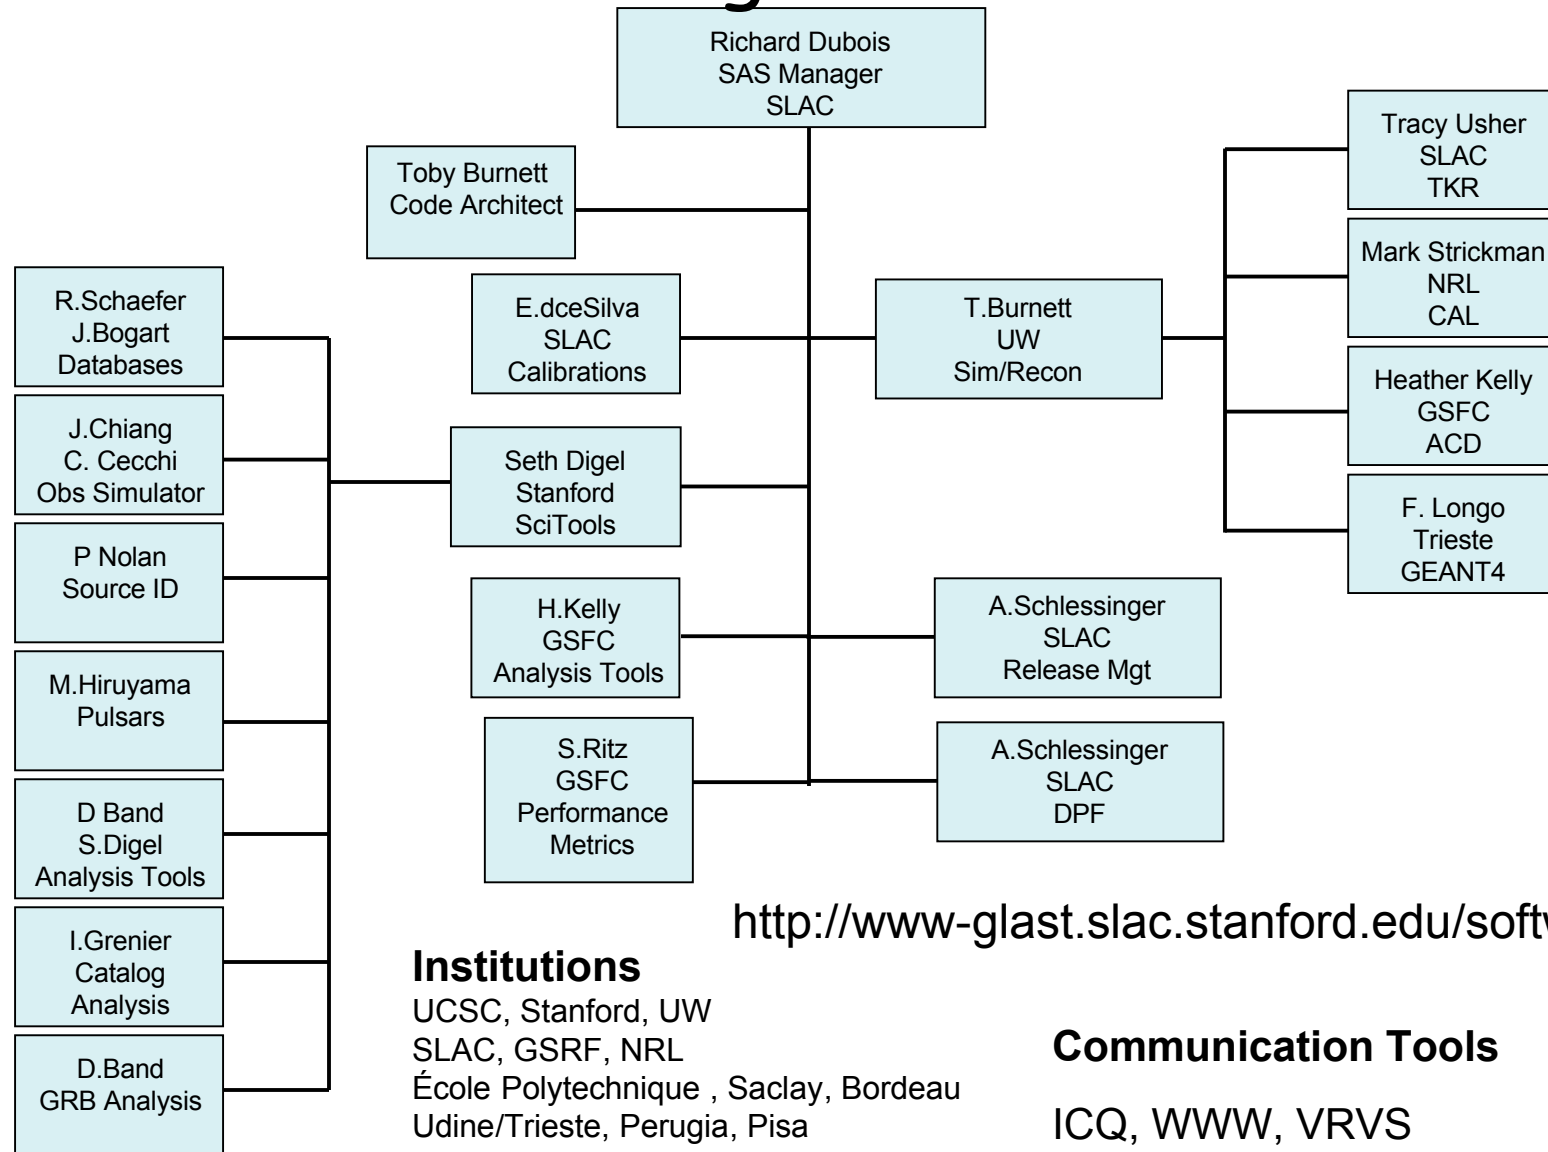 Richard Dubois
SAS Manager
SLAC
Toby Burnett
Code Architect
Tracy Usher
SLAC
TKR
Mark Strickman
NRL
CAL
Heather Kelly
GSFC
ACD
F. Longo
Trieste
GEANT4
E.dceSilva
SLAC
Calibrations
T.Burnett
UW
Sim/Recon
Seth Digel
Stanford
SciTools
R.Schaefer
J.Bogart
Databases
J.Chiang
C. Cecchi
Obs Simulator
P Nolan
Source ID
M.Hiruyama
Pulsars
D Band
S.Digel
Analysis Tools
I.Grenier
Catalog
Analysis
D.Band
GRB Analysis
H.Kelly
GSFC
Analysis Tools
A.Schlessinger
SLAC
Release Mgt
S.Ritz
GSFC
Performance
Metrics
A.Schlessinger
SLAC
DPF
http://www-glast.slac.stanford.edu/softw
Institutions
UCSC, Stanford, UW
SLAC, GSRF, NRL
École Polytechnique , Saclay, Bordeau
Udine/Trieste, Perugia, Pisa
Communication Tools
ICQ, WWW, VRVS